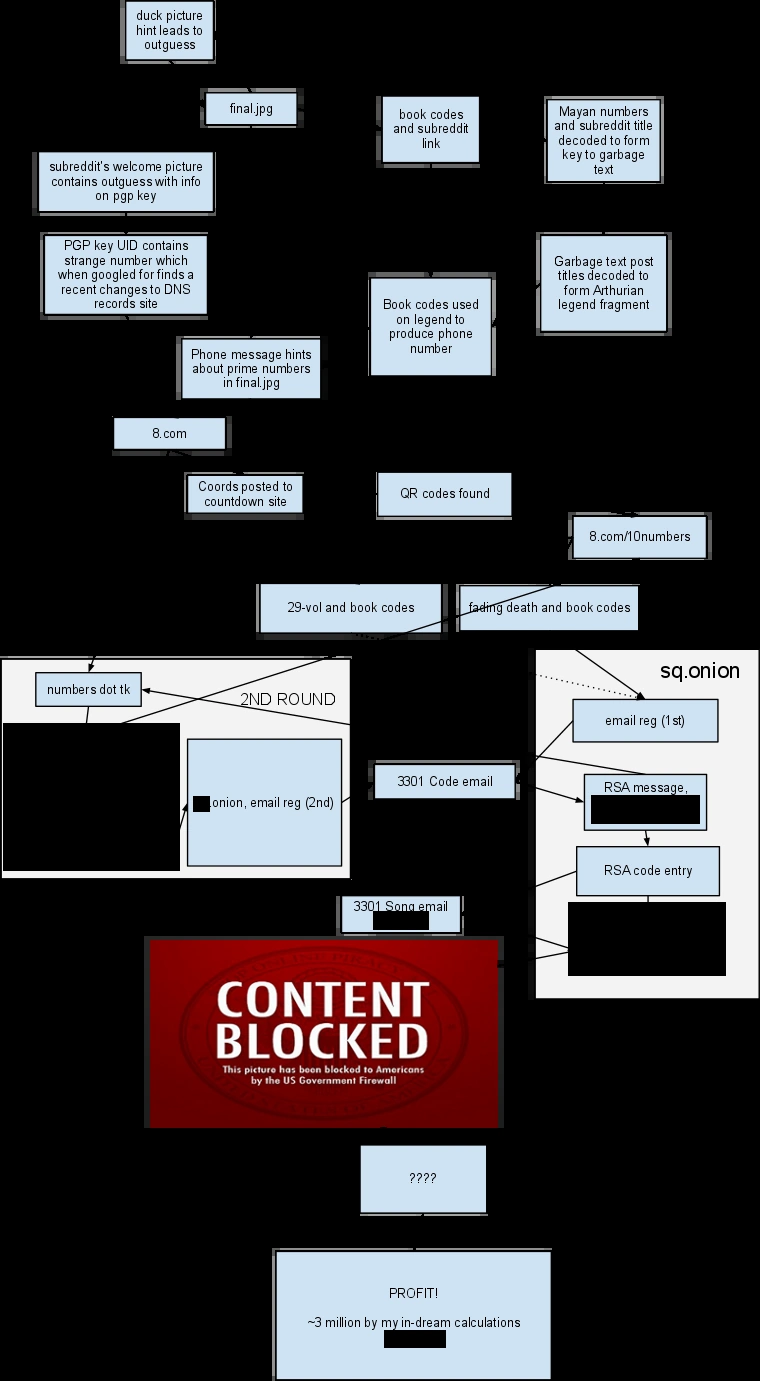 duck picture
hint leads to
outguess
final.jpg
book codes
and subreddit
link
Mayan numbers
and subreddit title
decoded to form
key to garbage
text
subreddit's welcome picture
contains outguess with info
on pgp key
PGP key UID contains
strange number which
when googled for finds a
recent changes to DNS
records site
Garbage text post
titles decoded to
form Arthurian
legend fragment
Book codes used
on legend to
produce phone
number
Phone message hints
about prime numbers
in final.jpg
8.com
Coords posted to
countdown site
QR codes found
8.com/10numbers
29-vol and book codes
fading death and book codes
sq.onion
numbers dot tk
2ND ROUND
email reg (1st)
3301 Code email
RSA message,
.onion, email reg (2nd)
RSA code entry
3301 Song email
CONTENT
BLOCKED
This picture has been blocked to Americans
by the US Government Firewall
????
PROFIT!
~3 million by my in-dream calculations